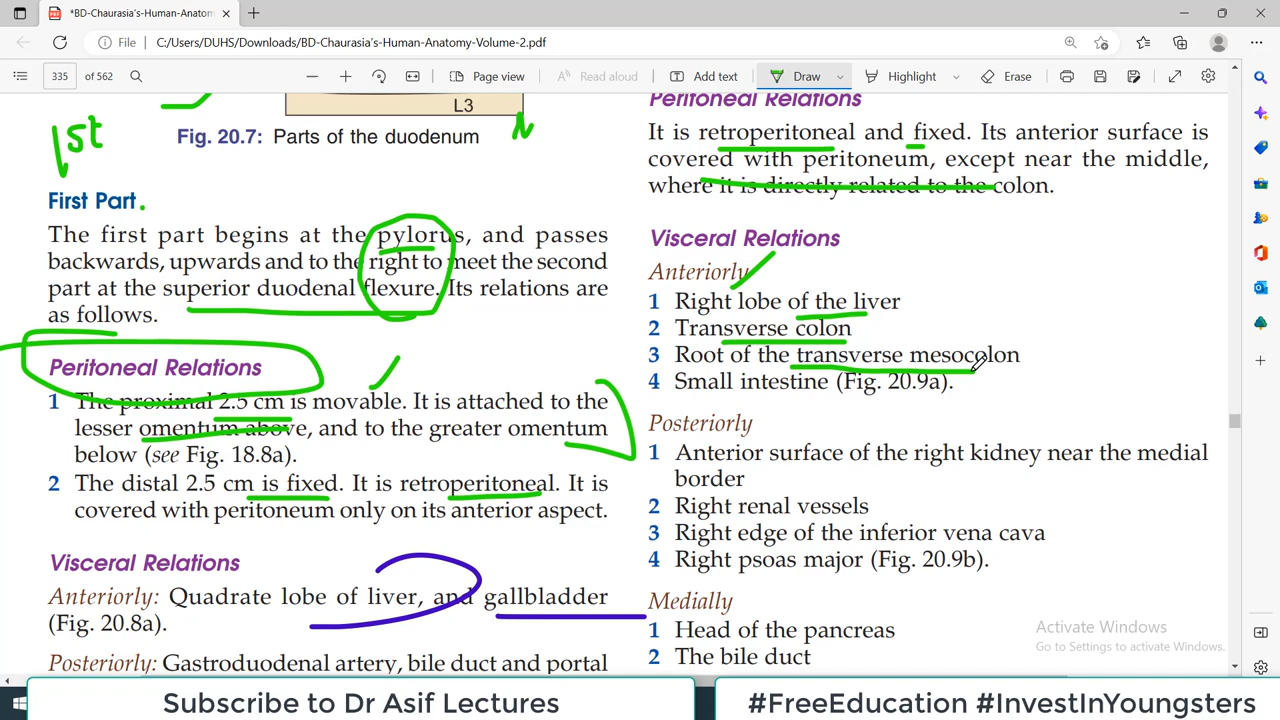 *BD-Chaurasia's-Human-Anatom
File
C:/Users/DUHS/Downloads/BD-Chaurasia's-Human-Anatomy-Volume-2.pdf
335
of 562
Page view
Read aloud
Add text
Draw
Highlight
Erase
L3
Fig. 20.7: Parts of the duodenum
1st
First Part
The first part begins at the pylorus, and passes
backwards, upwards and to the right to meet the second
part at the superior duodenal flexure. Its relations are
as follows.
Peritoneal Relations
1 The proximal 2.5 cm is movable. It is attached to the
lesser omentum above, and to the greater omentum
below (see Fig. 18.8a).
2 The distal 2.5 cm is fixed. It is retroperitoneal. It is
covered with peritoneum only on its anterior aspect.
Visceral Relations
Anteriorly: Quadrate lobe of liver, and gallbladder
(Fig. 20.8a).
Posteriorly: Gastroduodenal artery, bile duct and portal
Peritoneal Relations
It is retroperitoneal and fixed. Its anterior surface is
covered with peritoneum, except near the middle,
where it is directly related to the colon.
Visceral Relations
Anteriorly
1 Right lobe of the liver
2 Transverse colon
3 Root of the transverse mesocolon
4 Small intestine (Fig. 20.9a).
Posteriorly
1 Anterior surface of the right kidney near the medial
border
2 Right renal vessels
3 Right edge of the inferior vena cava
4 Right psoas major (Fig. 20.9b).
Medially
1 Head of the pancreas
2 The bile duct
Activate Windows
Go to Settings to activate Windows.
Subscribe to Dr Asif Lectures
#FreeEducation #InvestInYoungsters